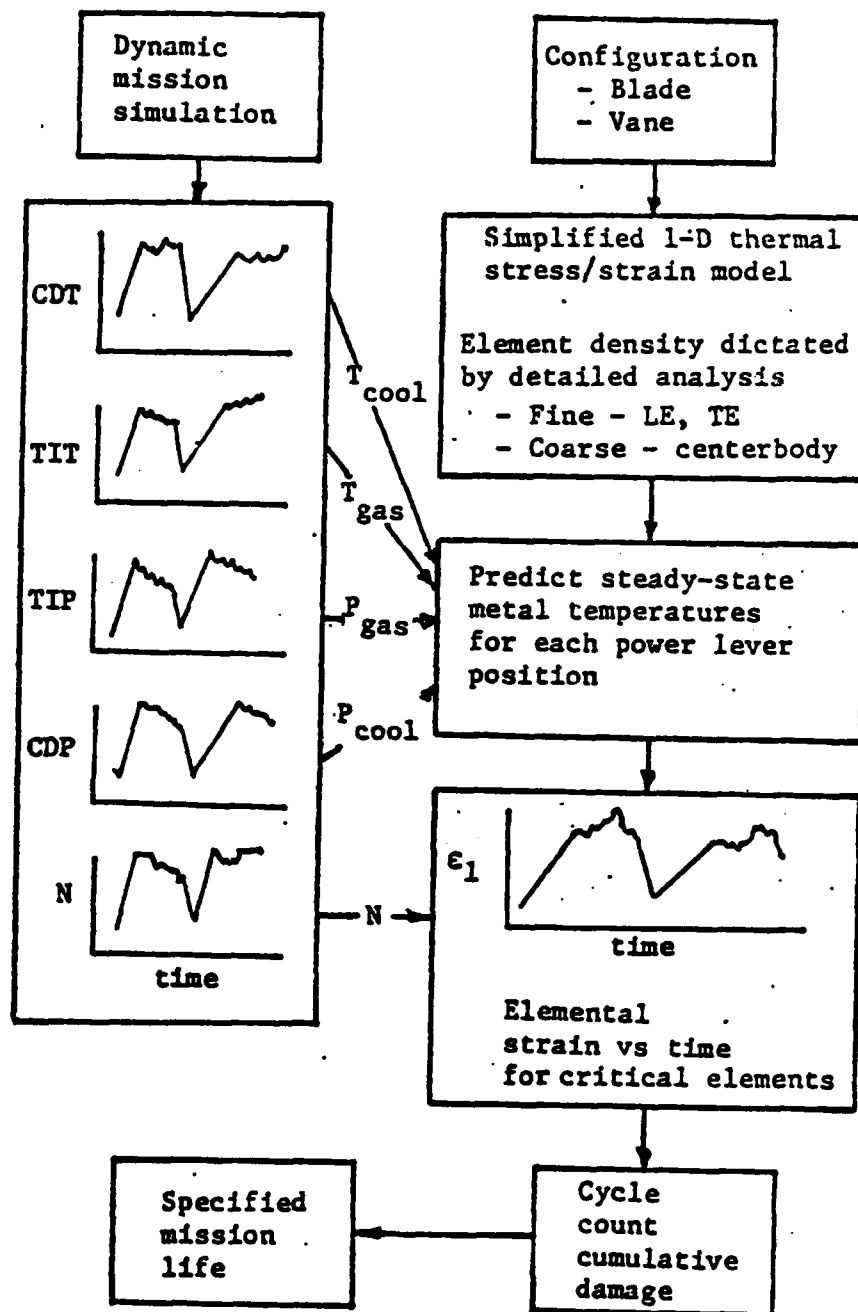 Dynamic
mission
simulation
CDT
TIT
TIP
CDP
N
time
T cool
T gas
P gas
P cool
N
Configuration
- Blade
- Vane
Simplified 1-D thermal
stress/strain model
Element density dictated
by detailed analysis
- Fine - LE, TE
- Coarse - centerbody
Predict steady-state
metal temperatures
for each power lever
position
ε1
time
Elemental
strain vs time
for critical elements
Cycle
count
cumulative
damage
Specified
mission
life